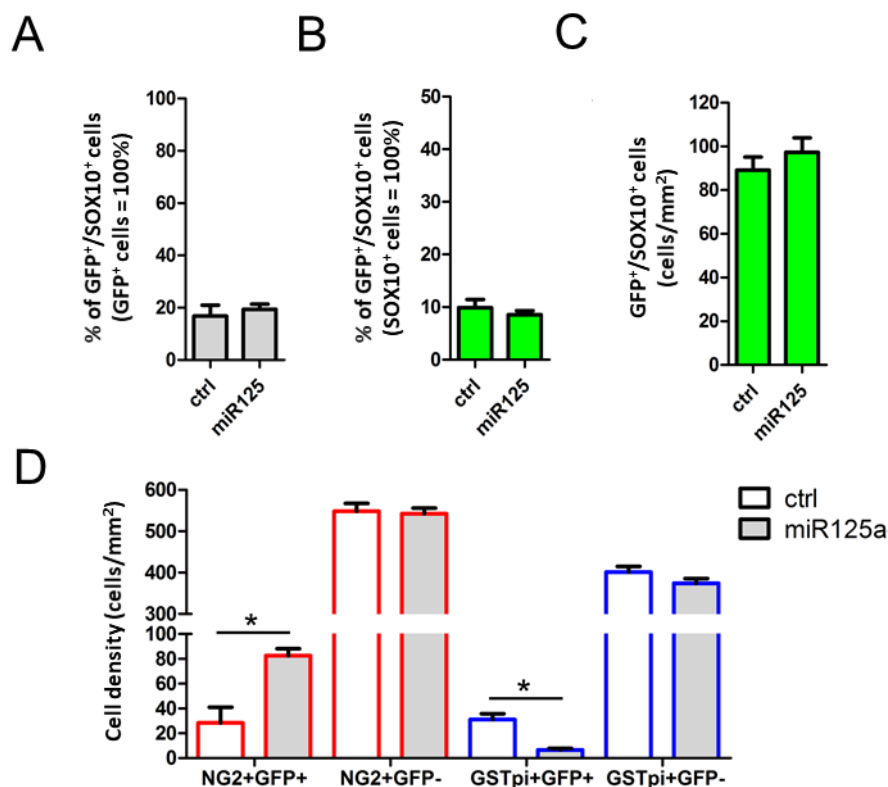 A
% of GFP+/SOX10+ cells
(GFP+ cells = 100%)
100
80
60
40
20
0
ctrl
miR125
B
% of GFP+/SOX10+ cells
(SOX10+ cells = 100%)
50
40
30
20
10
0
ctrl
miR125
C
GFP+/SOX10+ cells
(cells/mm2)
120
100
80
60
40
20
0
ctrl
miR125
D
Cell density (cells/mm2)
600
500
400
300
100
80
60
40
20
0
*
*
NG2+GFP+
NG2+GFP-
GSTpi+GFP+
GSTpi+GFP-
ctrl
miR125a